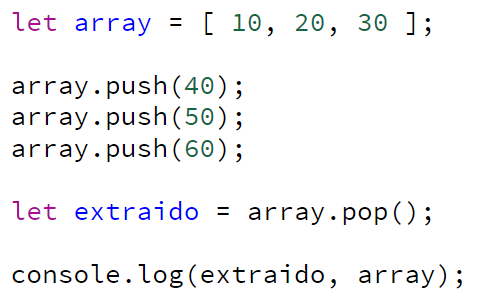 let array = [ 10, 20, 30 ];
array.push(40);
array.push(50);
array.push(60);
let extraido = array.pop();
console.log(extraido, array);